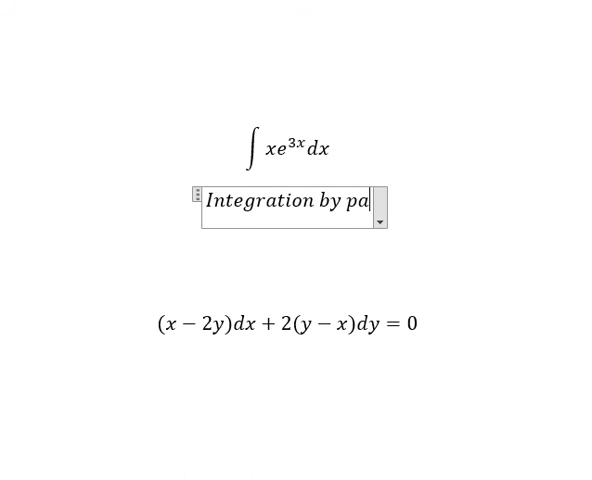 ∫ xe^{3x} dx
Integration by pa
(x − 2y)dx + 2(y − x)dy = 0